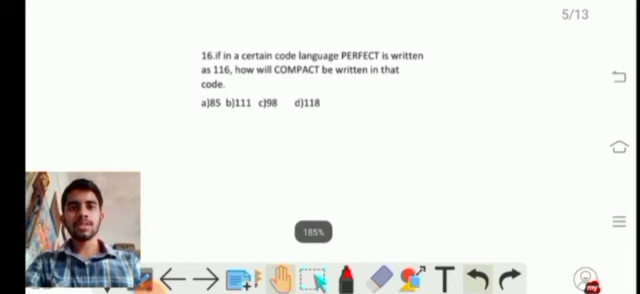 5/13
16.if in a certain code language PERFECT is written
as 116, how will COMPACT be written in that
code.
a)85 b)111 c)98 d)118
185%
T
my